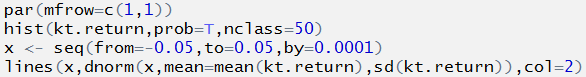 par(mfrow=c(1,1))
hist(kt.return,prob=T,nclass=50)
x <- seq(from=-0.05,to=0.05,by=0.0001)
lines(x,dnorm(x,mean=mean(kt.return),sd(kt.return)),col=2)